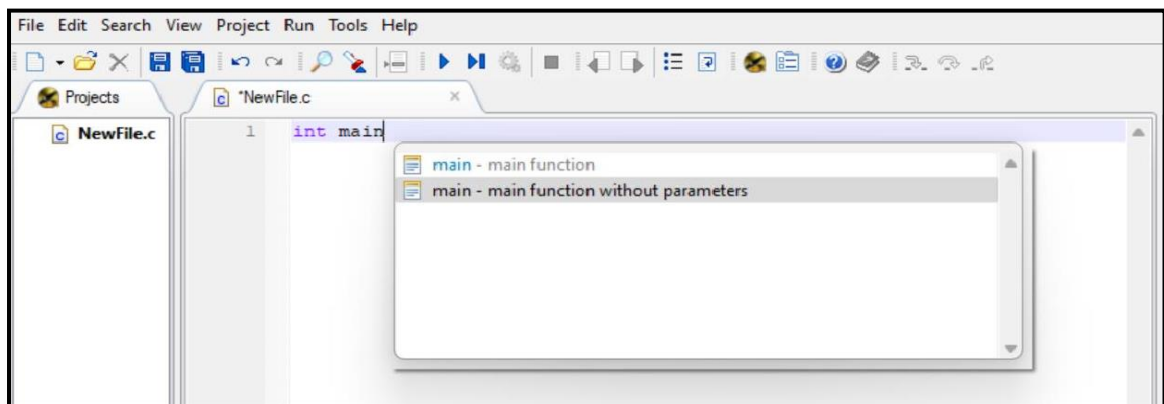 File Edit Search View Project Run Tools Help
Projects
*NewFile.c
NewFile.c
1 int main
main - main function
main - main function without parameters